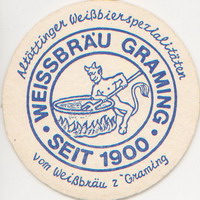 Altöttinger Weißbierspezialitäten
WEISSBRÄU GRAMING
· SEIT 1900 ·
vom Weißbräu z' Graming